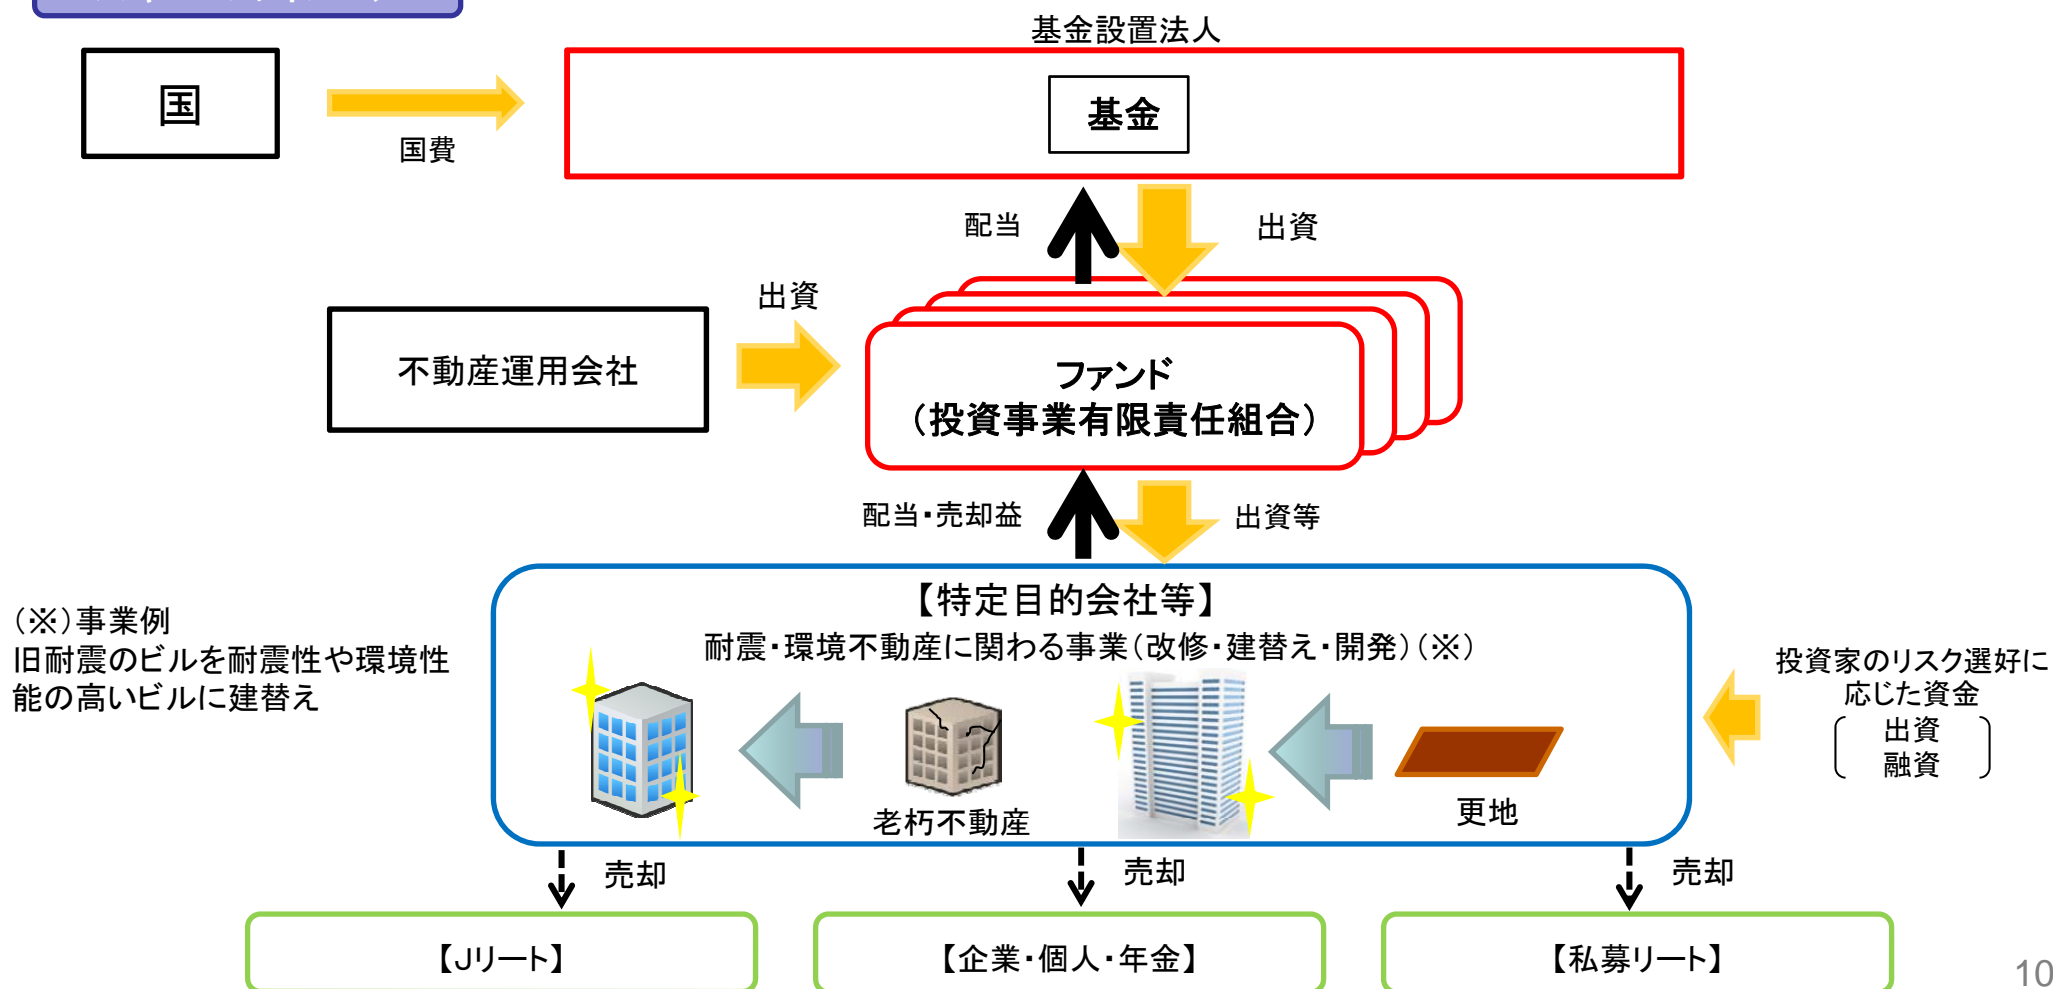 基金設置法人
国
基金
国費
配当
出資
出資
不動産運用会社
ファンド
（投資事業有限責任組合）
配当・売却益
出資等
【特定目的会社等】
耐震・環境不動産に関わる事業（改修・建替え・開発）（※）
（※）事業例
旧耐震のビルを耐震性や環境性
能の高いビルに建替え
投資家のリスク選好に
応じた資金
出資
融資
老朽不動産
更地
売却
売却
売却
【Jリート】
【企業・個人・年金】
【私募リート】
10